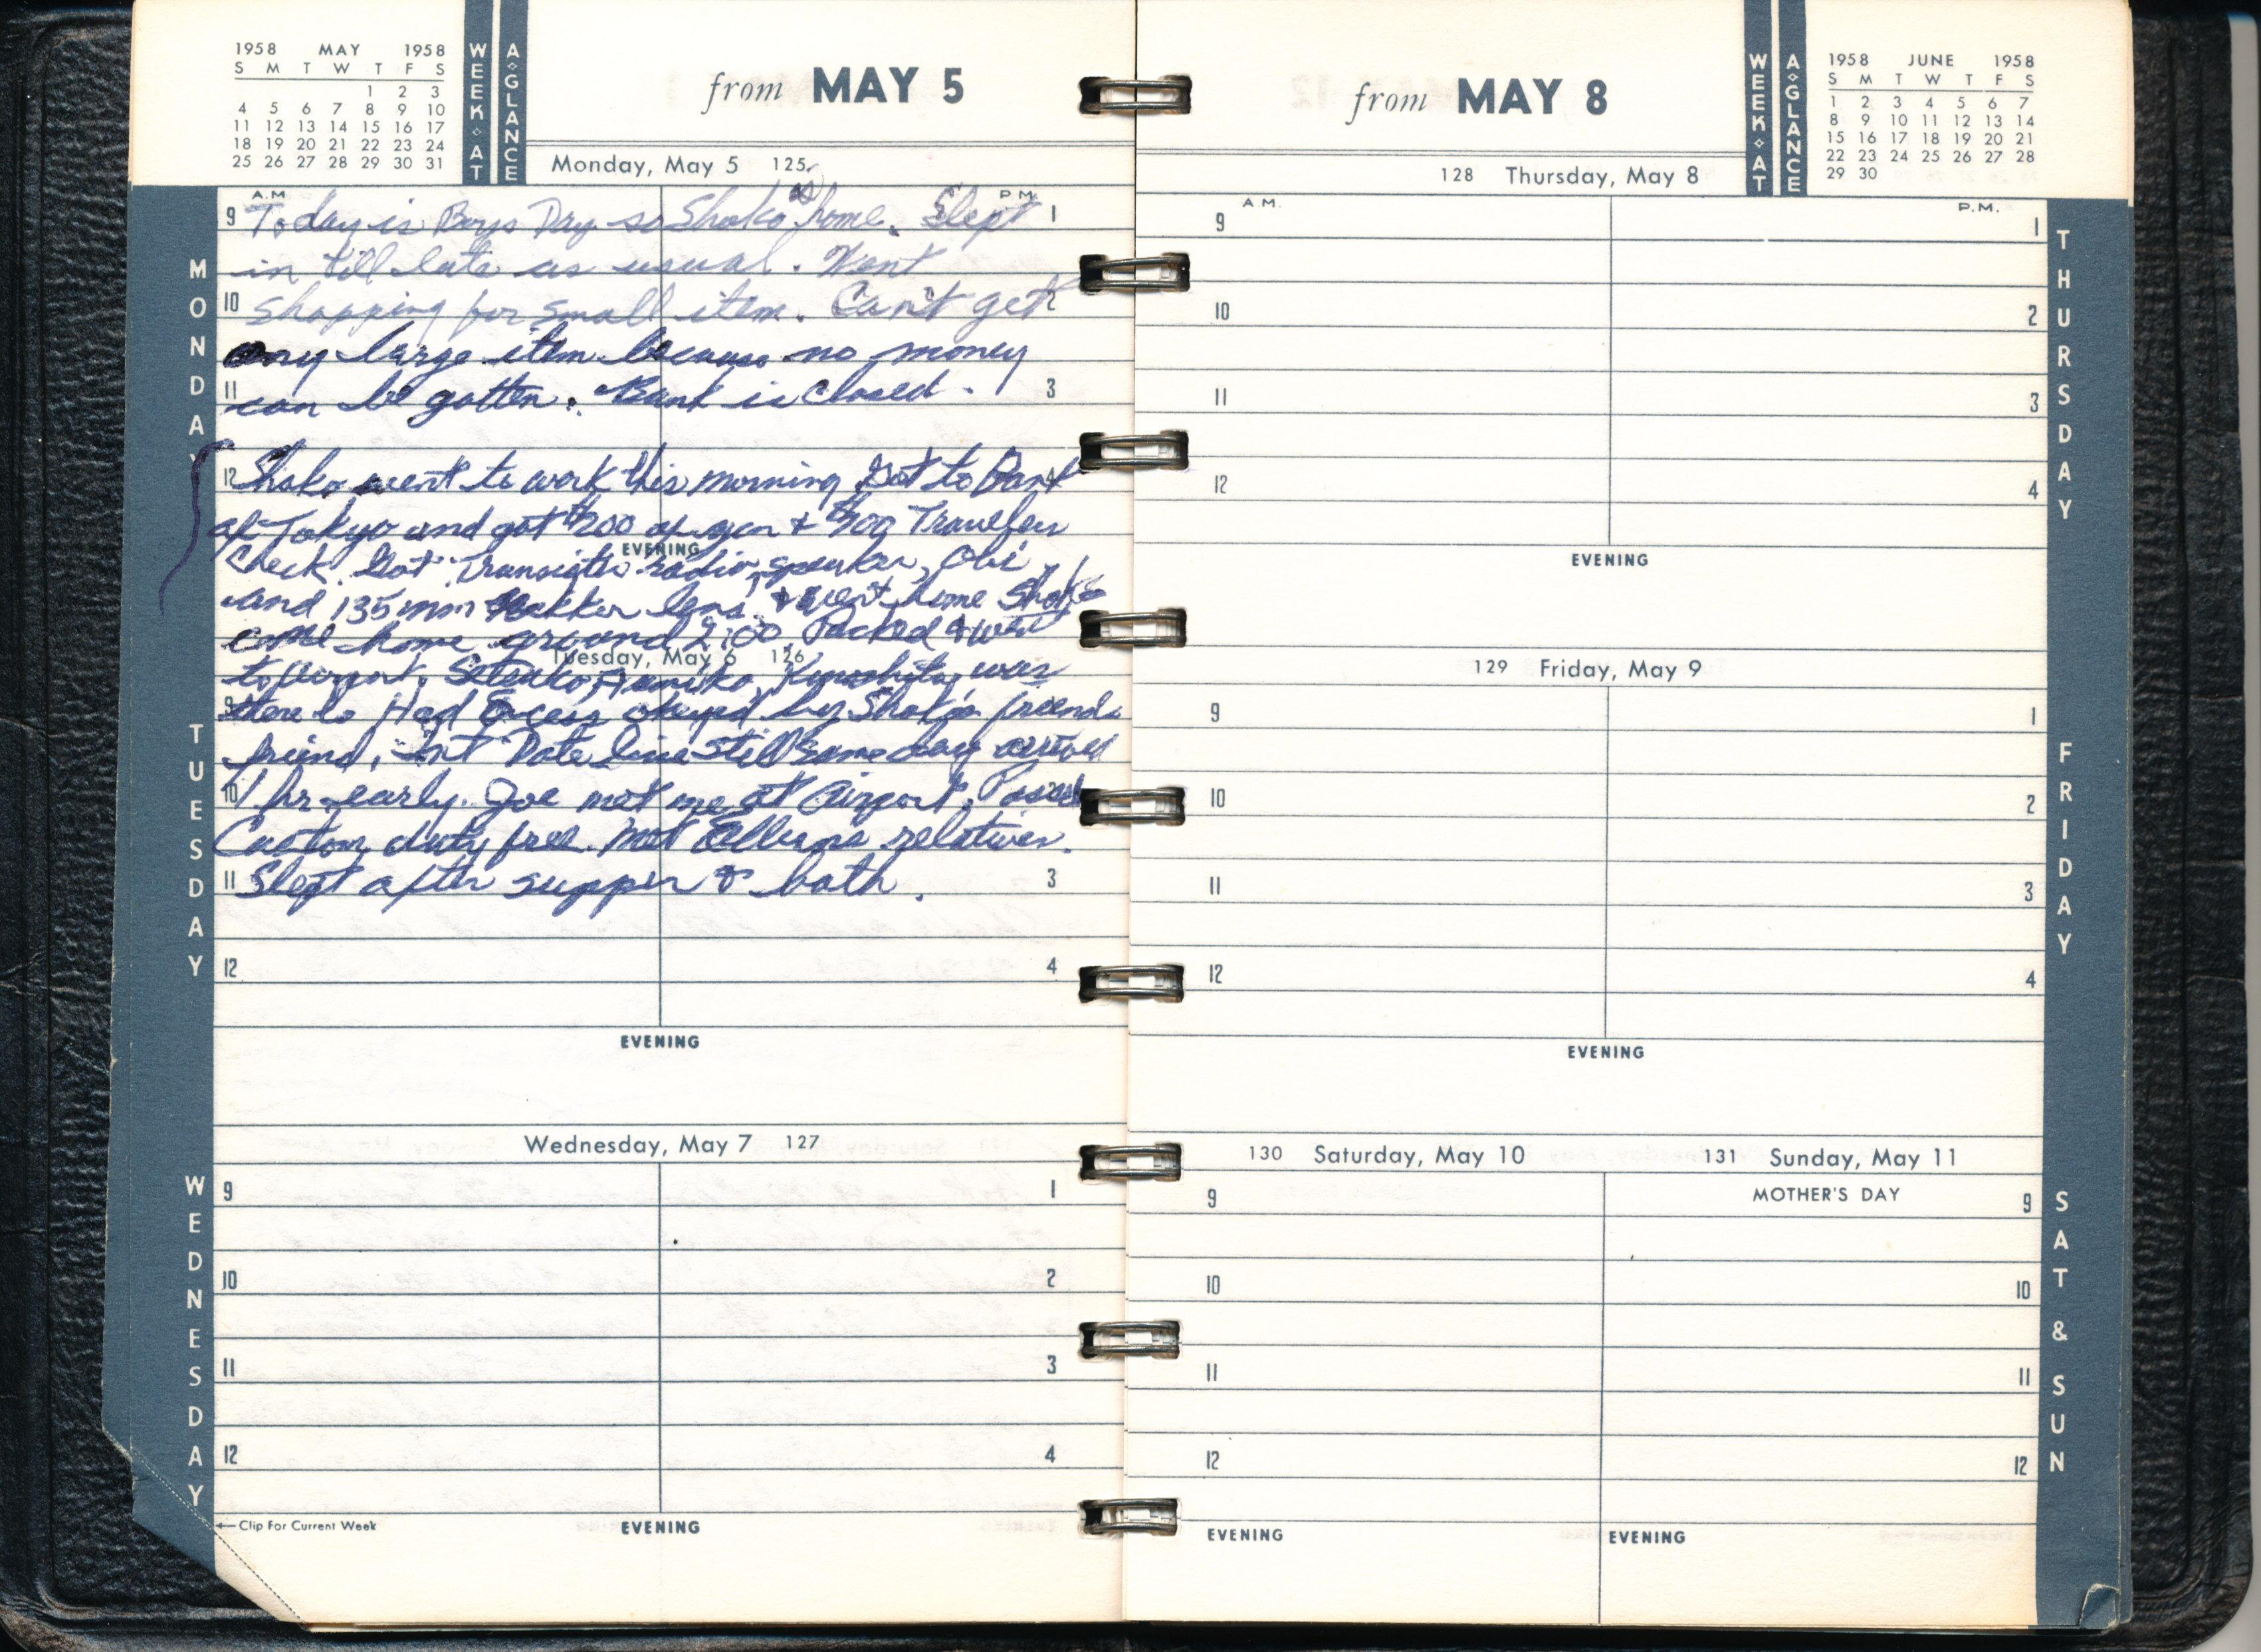 1958 MAY 1958
S M T W T F S
1 2 3
4 5 6 7 8 9 10
11 12 13 14 15 16 17
18 19 20 21 22 23 24
25 26 27 28 29 30 31
WEEK AT A GLANCE
from MAY 5
Monday, May 5 125
A.M. P.M.
MONDAY
9 1
10 2
11 3
12 4
Today is Boys Day so Shoko is home. Slept
in till late as usual. Went
shopping for small item. Can't get
any large item because no money
can be gotten. Bank is closed.
Shoko went to work this morning. Got to Bank
of Tokyo and got $200 of yen + Travelers
Check. Got Transister radio, speaker, Obi
and 135 mm lens. & went home Shoko
came home around 2:00 Packed & went
to airport. Kinoshita, was
there to Had Excess okeyed by Shoko's friends
friend, Int Date line still same day arrived
1 hr early. Joe met me at Airport. Passed
Custom duty free. Met relatives.
Slept after supper & bath.
EVENING
Tuesday, May 6 126
TUESDAY
9
10
11 3
12 4
EVENING
Wednesday, May 7 127
WEDNESDAY
9 1
10 2
11 3
12 4
← Clip For Current Week
EVENING
from MAY 8
WEEK AT A GLANCE
1958 JUNE 1958
S M T W T F S
1 2 3 4 5 6 7
8 9 10 11 12 13 14
15 16 17 18 19 20 21
22 23 24 25 26 27 28
29 30
128 Thursday, May 8
A.M. P.M.
THURSDAY
9 1
10 2
11 3
12 4
EVENING
129 Friday, May 9
FRIDAY
9 1
10 2
11 3
12 4
EVENING
130 Saturday, May 10 131 Sunday, May 11
MOTHER'S DAY
SAT & SUN
9 9
10 10
11 11
12 12
EVENING EVENING